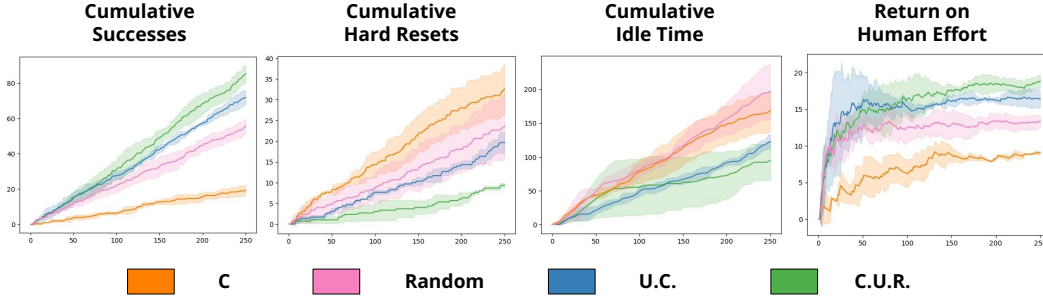 Cumulative
Successes
Cumulative
Hard Resets
Cumulative
Idle Time
Return on
Human Effort
80
60
40
20
0
0 50 100 150 200 250
40
35
30
25
20
15
10
5
0
0 50 100 150 200 250
200
150
100
50
0
0 50 100 150 200 250
20
15
10
5
0
0 50 100 150 200 250
C Random U.C. C.U.R.